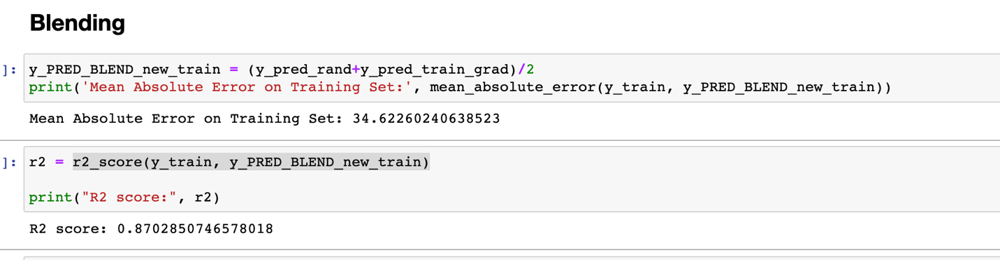 Blending
]: y_PRED_BLEND_new_train = (y_pred_rand+y_pred_train_grad)/2
print('Mean Absolute Error on Training Set:', mean_absolute_error(y_train, y_PRED_BLEND_new_train))
Mean Absolute Error on Training Set: 34.62260240638523
]: r2 = r2_score(y_train, y_PRED_BLEND_new_train)
print("R2 score:", r2)
R2 score: 0.8702850746578018